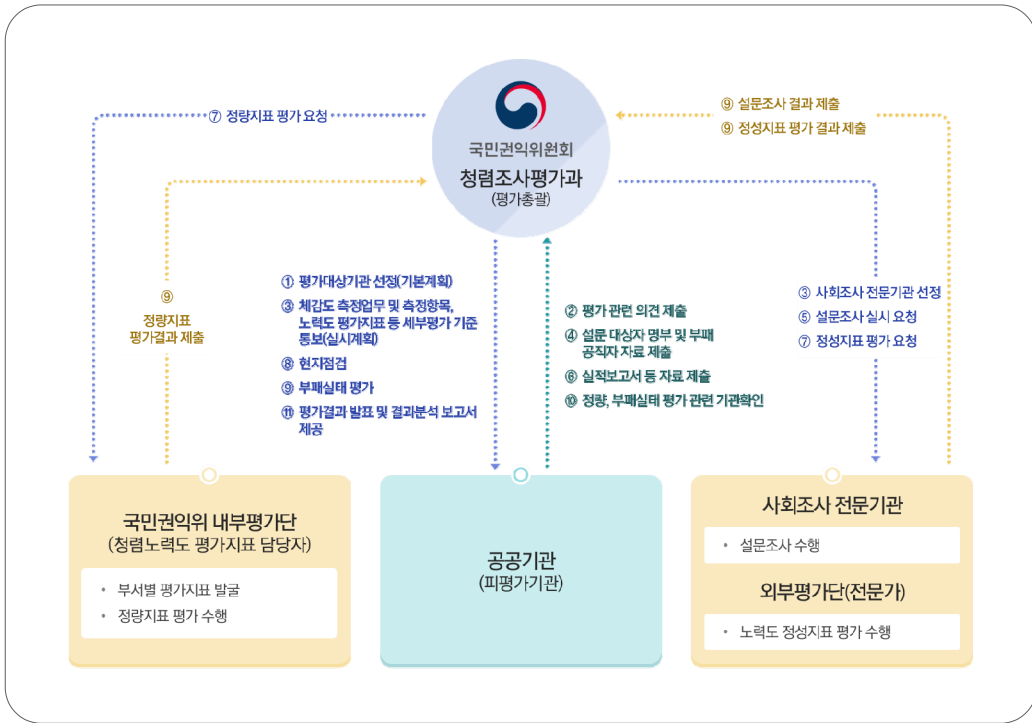 국민권익위원회
청렴조사평가과
(평가총괄)
⑦ 정량지표 평가 요청
⑨ 설문조사 결과 제출
⑨ 정성지표 평가 결과 제출
⑨
정량지표
평가결과 제출
① 평가대상기관 선정(기본계획)
③ 체감도 측정업무 및 측정항목,
노력도 평가지표 등 세부평가 기준
통보(실시계획)
⑧ 현지점검
⑨ 부패실태 평가
⑪ 평가결과 발표 및 결과분석 보고서
제공
② 평가 관련 의견 제출
④ 설문 대상자 명부 및 부패
공직자 자료 제출
⑥ 실적보고서 등 자료 제출
⑩ 정량, 부패실테 평가 관련 기관확인
③ 사회조사 전문기관 선정
⑤ 설문조사 실시 요청
⑦ 정성지표 평가 요청
국민권익위 내부평가단
(청렴노력도 평가지표 담당자)
• 부서별 평가지표 발굴
• 정량지표 평가 수행
공공기관
(피평가기관)
사회조사 전문기관
• 설문조사 수행
외부평가단(전문가)
• 노력도 정성지표 평가 수행